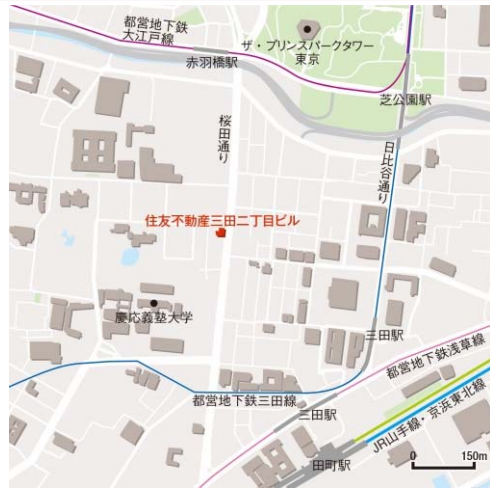 都営地下鉄
大江戸線
ザ・プリンスパークタワー
東京
赤羽橋駅
芝公園駅
桜田通り
日比谷通り
住友不動産三田二丁目ビル
慶応義塾大学
三田駅
都営地下鉄浅草線
都営地下鉄三田線
三田駅
JR山手線・京浜東北線
田町駅
0 150m